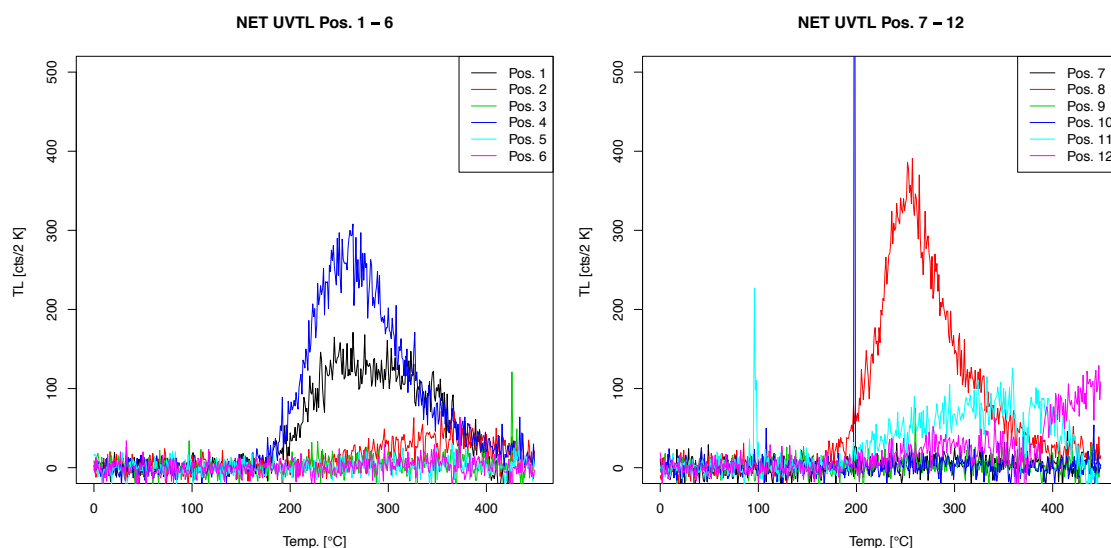 NET UVTL Pos. 1 – 6
TL [cts/2 K]
500
400
300
200
100
0
Pos. 1
Pos. 2
Pos. 3
Pos. 4
Pos. 5
Pos. 6
0 100 200 300 400
Temp. [°C]
NET UVTL Pos. 7 – 12
TL [cts/2 K]
500
400
300
200
100
0
Pos. 7
Pos. 8
Pos. 9
Pos. 10
Pos. 11
Pos. 12
0 100 200 300 400
Temp. [°C]